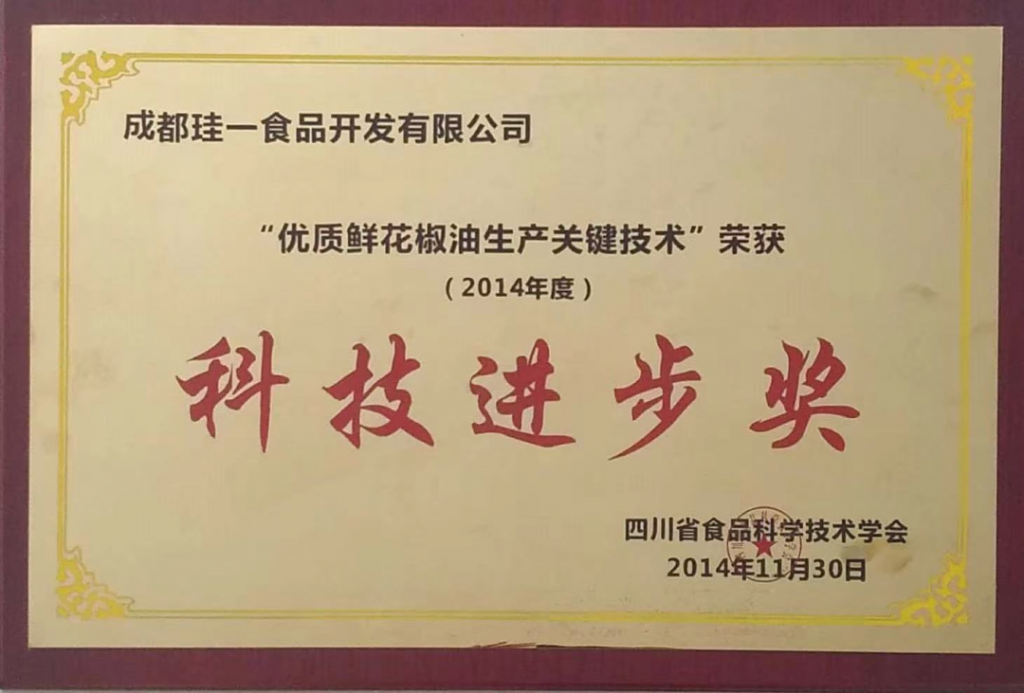 成都珪一食品开发有限公司
“优质鲜花椒油生产关键技术”荣获
（2014年度）
科技进步奖
四川省食品科学技术学会
2014年11月30日